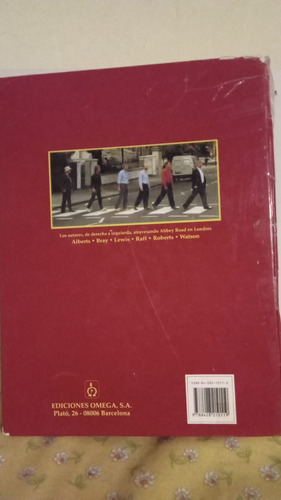 Los autores, de derecha a izquierda, atravesando Abbey Road en Londres
Alberts • Bray • Lewis • Raff • Roberts • Watson
EDICIONES OMEGA, S.A.
Plató, 26 - 08006 Barcelona